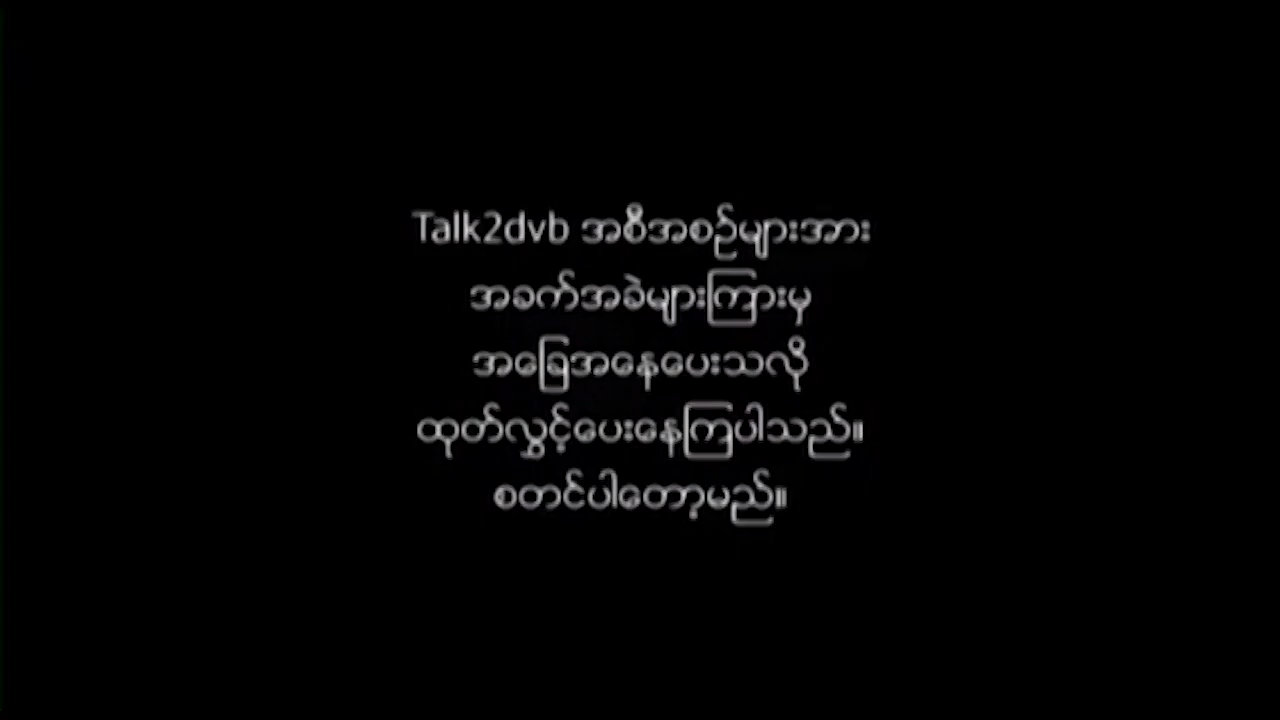 Talk2dvb အစီအစဉ်များအား
အခက်အခဲများကြားမှ
အခြေအနေပေးသလို
ထုတ်လွှင့်ပေးနေကြပါသည်။
စတင်ပါတော့မည်။